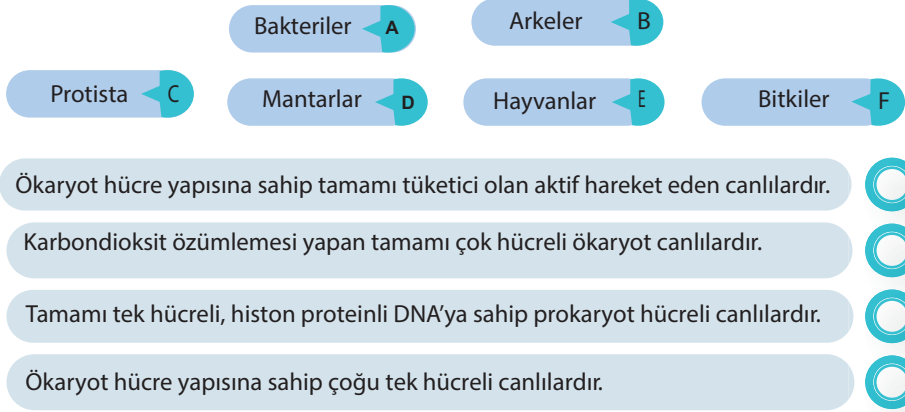 Bakteriler A
Arkeler B
Protista C
Mantarlar D
Hayvanlar E
Bitkiler F
Ökaryot hücre yapısına sahip tamamı tüketici olan aktif hareket eden canlılardır.
Karbondioksit özümlemesi yapan tamamı çok hücreli ökaryot canlılardır.
Tamamı tek hücreli, histon proteinli DNA’ya sahip prokaryot hücreli canlılardır.
Ökaryot hücre yapısına sahip çoğu tek hücreli canlılardır.